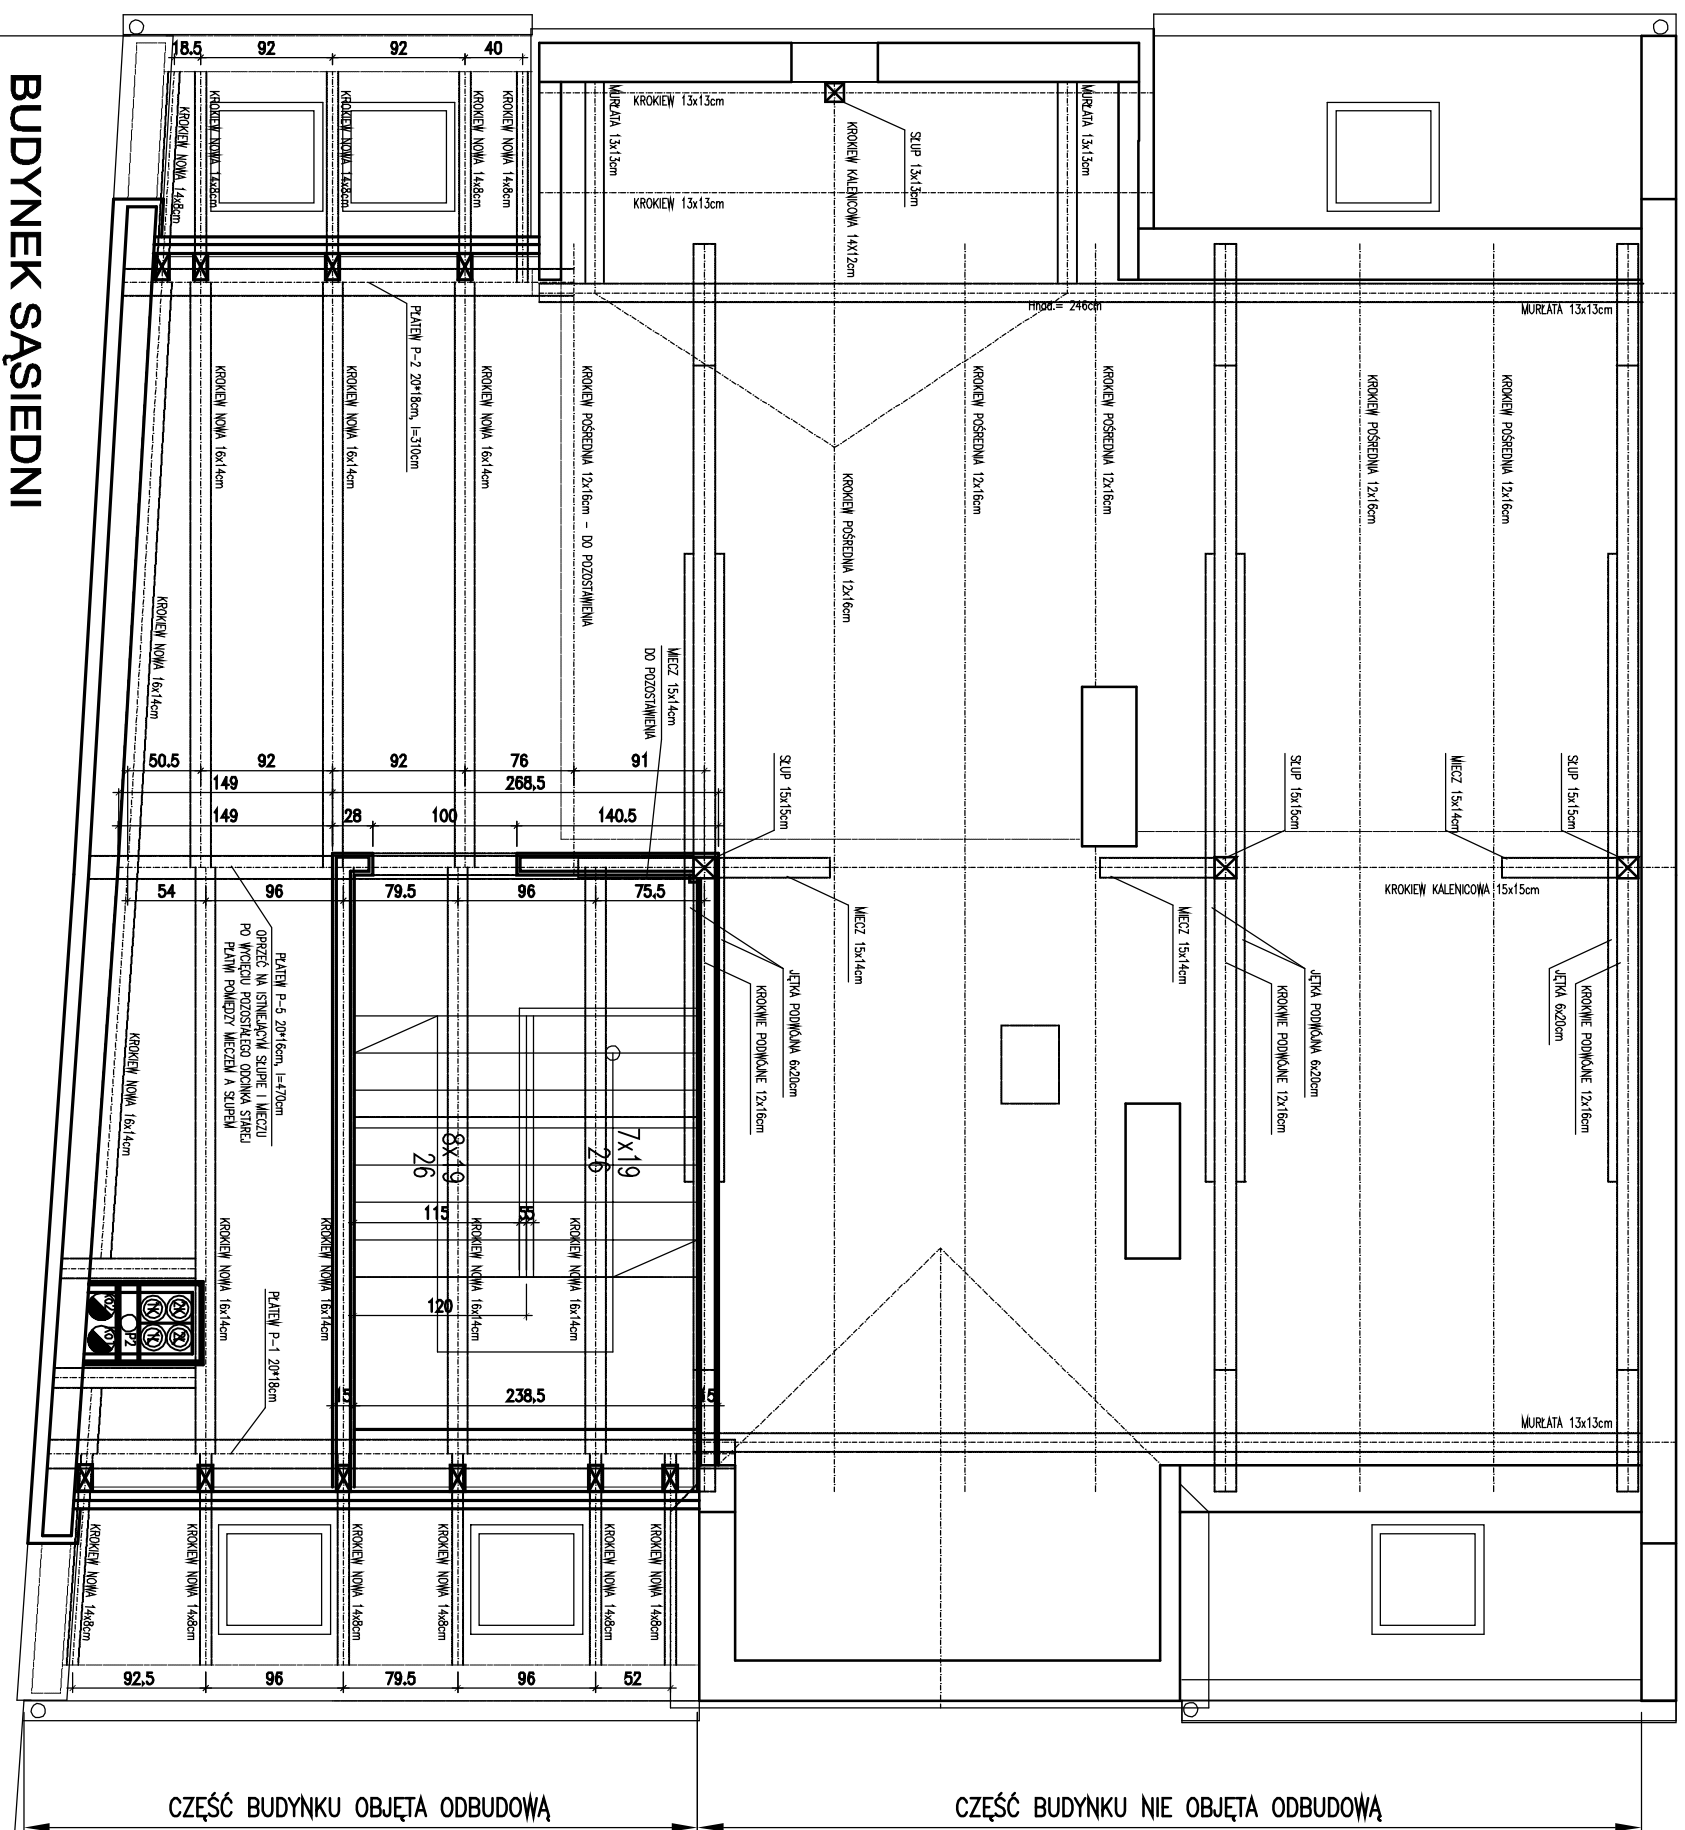 18.5 92 92 40
KROKIEW NOWA 14x8cm
KROKIEW NOWA 14x8cm
KROKIEW NOWA 14x8cm
KROKIEW NOWA 14x8cm
KROKIEW NOWA 14x8cm
MURŁATA 13x13cm
KROKIEW 13x13cm
KROKIEW 13x13cm
KROKIEW KALENICOWA 14X12cm
SŁUP 13x13cm
MURŁATA 13x13cm
BUDYNEK SĄSIEDNI
Hnad.= 246cm
MURŁATA 13x13cm
PŁATEW P-2 20*18cm, l=310cm
KROKIEW NOWA 16x14cm
KROKIEW NOWA 16x14cm
KROKIEW NOWA 16x14cm
KROKIEW POŚREDNIA 12x16cm - DO POZOSTAWIENIA
KROKIEW POŚREDNIA 12x16cm
KROKIEW POŚREDNIA 12x16cm
KROKIEW POŚREDNIA 12x16cm
KROKIEW POŚREDNIA 12x16cm
KROKIEW POŚREDNIA 12x16cm
KROKIEW NOWA 16x14cm
MIECZ 15x14cm
DO POZOSTAWIENIA
50.5 92 92 76 91
149 268,5
149 28 100 140.5
SŁUP 15x15cm
SŁUP 15x15cm
MIECZ 15x14cm
SŁUP 15x15cm
54 96 79.5 96 75,5
KROKIEW KALENICOWA 15x15cm
MIECZ 15x14cm
MIECZ 15x14cm
PŁATEW P-5 20*16cm, l=470cm
OPRZEĆ NA ISTNIEJĄCYM SŁUPIE I MIECZU
PO WYCIĘCIU POZOSTAŁEGO ODCINKA STAREJ
PŁATWI POMIĘDZY MIECZEM A SŁUPEM
JĘTKA PODWÓJNA 6x20cm
KROKWIE PODWÓJNE 12x16cm
JĘTKA PODWÓJNA 6x20cm
KROKWIE PODWÓJNE 12x16cm
KROKWIE PODWÓJNE 12x16cm
JĘTKA 6x20cm
KROKIEW NOWA 16x14cm
7x19
26
8x19
26
115
KROKIEW NOWA 16x14cm
KROKIEW NOWA 16x14cm
KROKIEW NOWA 16x14cm
KROKIEW NOWA 16x14cm
120
PŁATEW P-1 20*18cm
P2
15 238,5 15
MURŁATA 13x13cm
KROKIEW NOWA 14x8cm
KROKIEW NOWA 14x8cm
KROKIEW NOWA 14x8cm
KROKIEW NOWA 14x8cm
KROKIEW NOWA 14x8cm
KROKIEW NOWA 14x8cm
92,5 96 79.5 96 52
CZĘŚĆ BUDYNKU OBJĘTA ODBUDOWĄ
CZĘŚĆ BUDYNKU NIE OBJĘTA ODBUDOWĄ